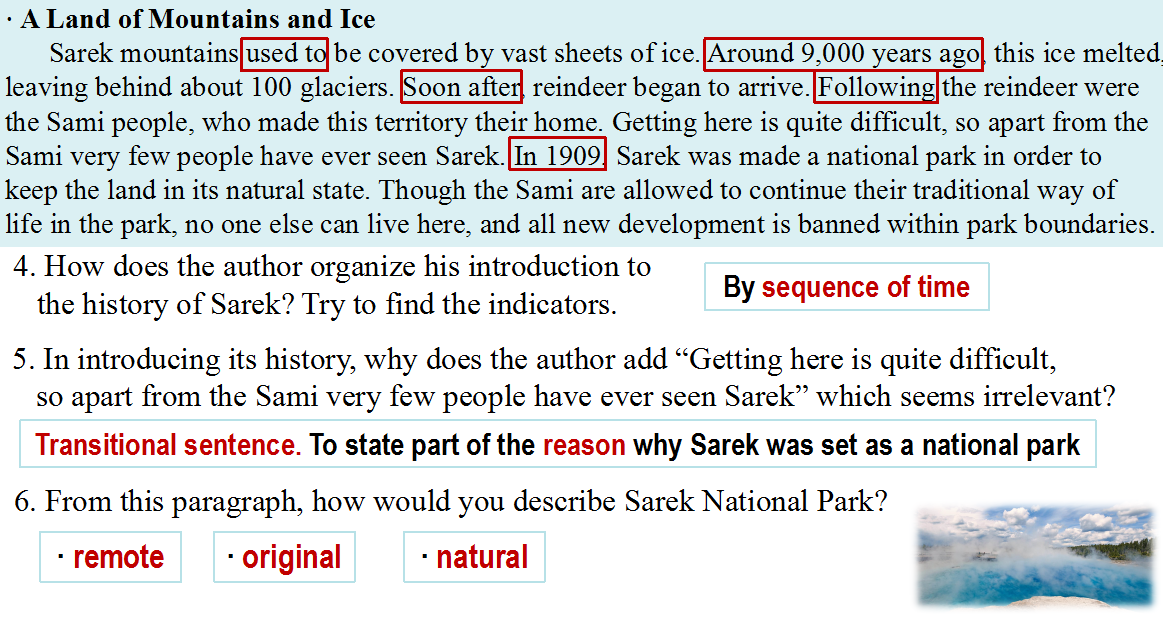 · A Land of Mountains and Ice
Sarek mountains used to be covered by vast sheets of ice. Around 9,000 years ago, this ice melted,
leaving behind about 100 glaciers. Soon after, reindeer began to arrive. Following the reindeer were
the Sami people, who made this territory their home. Getting here is quite difficult, so apart from the
Sami very few people have ever seen Sarek. In 1909, Sarek was made a national park in order to
keep the land in its natural state. Though the Sami are allowed to continue their traditional way of
life in the park, no one else can live here, and all new development is banned within park boundaries.
4. How does the author organize his introduction to
the history of Sarek? Try to find the indicators.
By sequence of time
5. In introducing its history, why does the author add “Getting here is quite difficult,
so apart from the Sami very few people have ever seen Sarek” which seems irrelevant?
Transitional sentence. To state part of the reason why Sarek was set as a national park
6. From this paragraph, how would you describe Sarek National Park?
· remote
· original
· natural